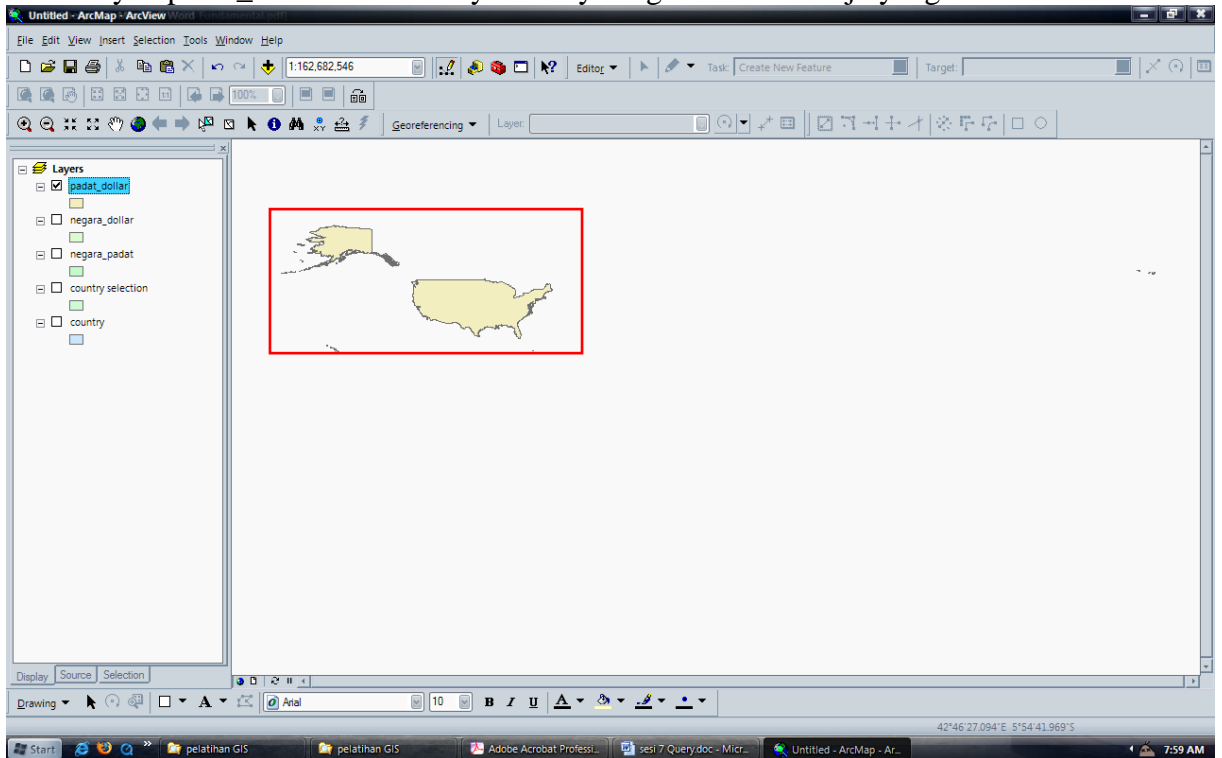 Untitled - ArcMap - ArcView
File Edit View Insert Selection Tools Window Help
1:162,682,546 Editor Task: Create New Feature Target:
100%
Georeferencing Layer:
Layers
padat_dollar
negara_dollar
negara_padat
country selection
country
Display Source Selection
Drawing A Arial 10 B I U A
42°46'27.094"E 5°54'41.969"S
Start pelatihan GIS pelatihan GIS Adobe Acrobat Professi... sesi 7 Query.doc - Micr... Untitled - ArcMap - Ar... 7:59 AM